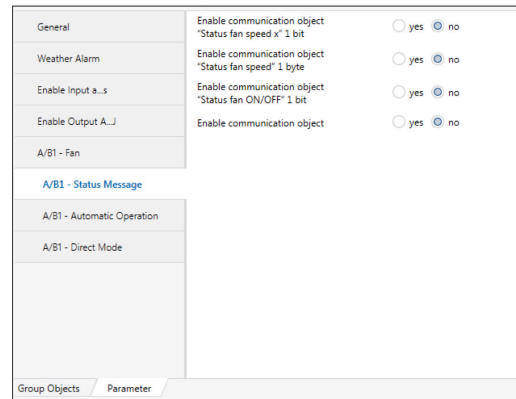 General
Weather Alarm
Enable Input a...s
Enable Output A...J
A/B1 - Fan
A/B1 - Status Message
A/B1 - Automatic Operation
A/B1 - Direct Mode
Enable communication object
"Status fan speed x" 1 bit
yes no
Enable communication object
"Status fan speed" 1 byte
yes no
Enable communication object
"Status fan ON/OFF" 1 bit
yes no
Enable communication object
yes no
Group Objects Parameter